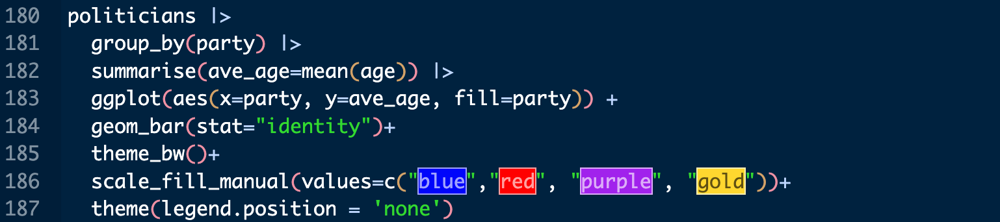 180 politicians |>
181 group_by(party) |>
182 summarise(ave_age=mean(age)) |>
183 ggplot(aes(x=party, y=ave_age, fill=party)) +
184 geom_bar(stat="identity")+
185 theme_bw()+
186 scale_fill_manual(values=c("blue","red", "purple", "gold"))+
187 theme(legend.position = 'none')